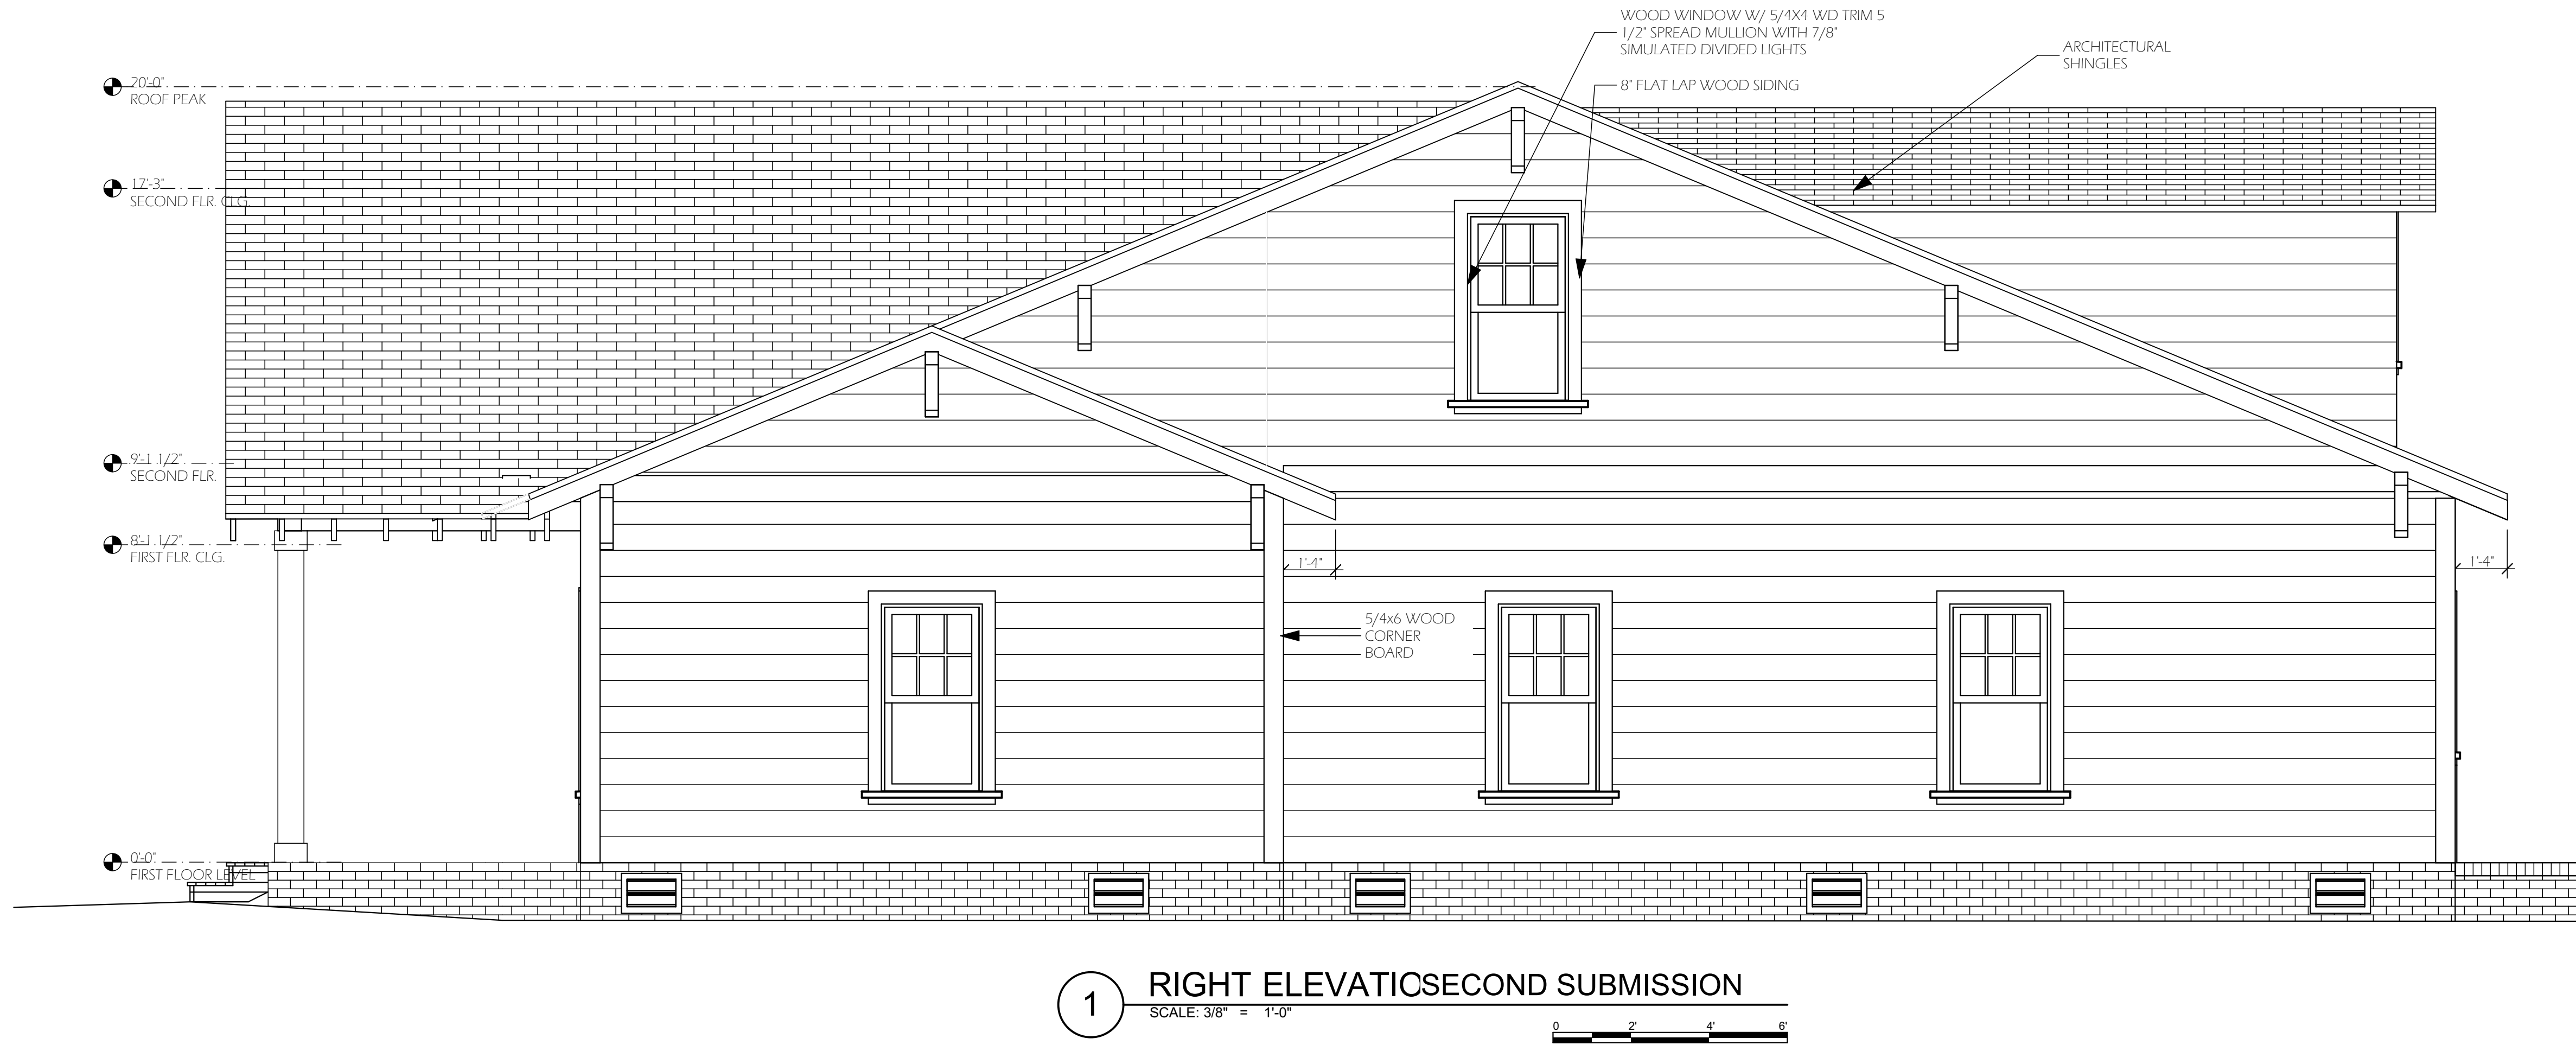 WOOD WINDOW W/ 5/4X4 WD TRIM 5
1/2" SPREAD MULLION WITH 7/8"
SIMULATED DIVIDED LIGHTS
8" FLAT LAP WOOD SIDING
ARCHITECTURAL
SHINGLES
20'-0"
ROOF PEAK
17'-3"
SECOND FLR. CLG.
9'-1 1/2"
SECOND FLR.
8'-1 1/2"
FIRST FLR. CLG.
1'-4"
1'-4"
5/4x6 WOOD
CORNER
BOARD
0'-0"
FIRST FLOOR LEVEL
1
RIGHT ELEVATIO SECOND SUBMISSION
SCALE: 3/8" = 1'-0"
0 2' 4' 6'